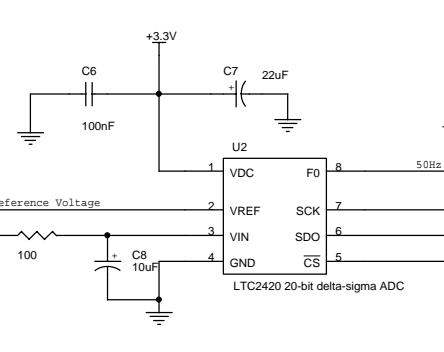 +3.3V
C6
C7
22uF
+
100nF
U2
1
VDC
F0
8
50Hz
eference Voltage
2
VREF
SCK
7
3
VIN
SDO
6
100
+
C8
10uF
4
GND
CS
5
LTC2420 20-bit delta-sigma ADC